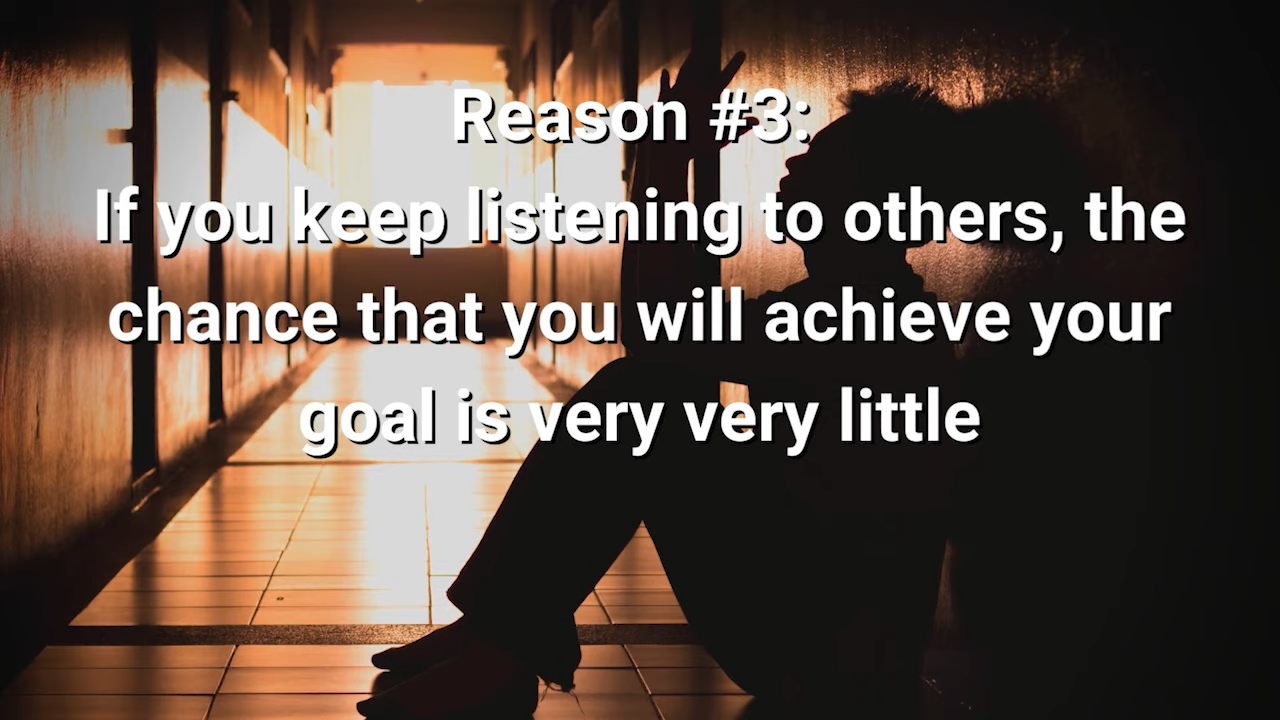 Reason #3:
If you keep listening to others, the
chance that you will achieve your
goal is very very little